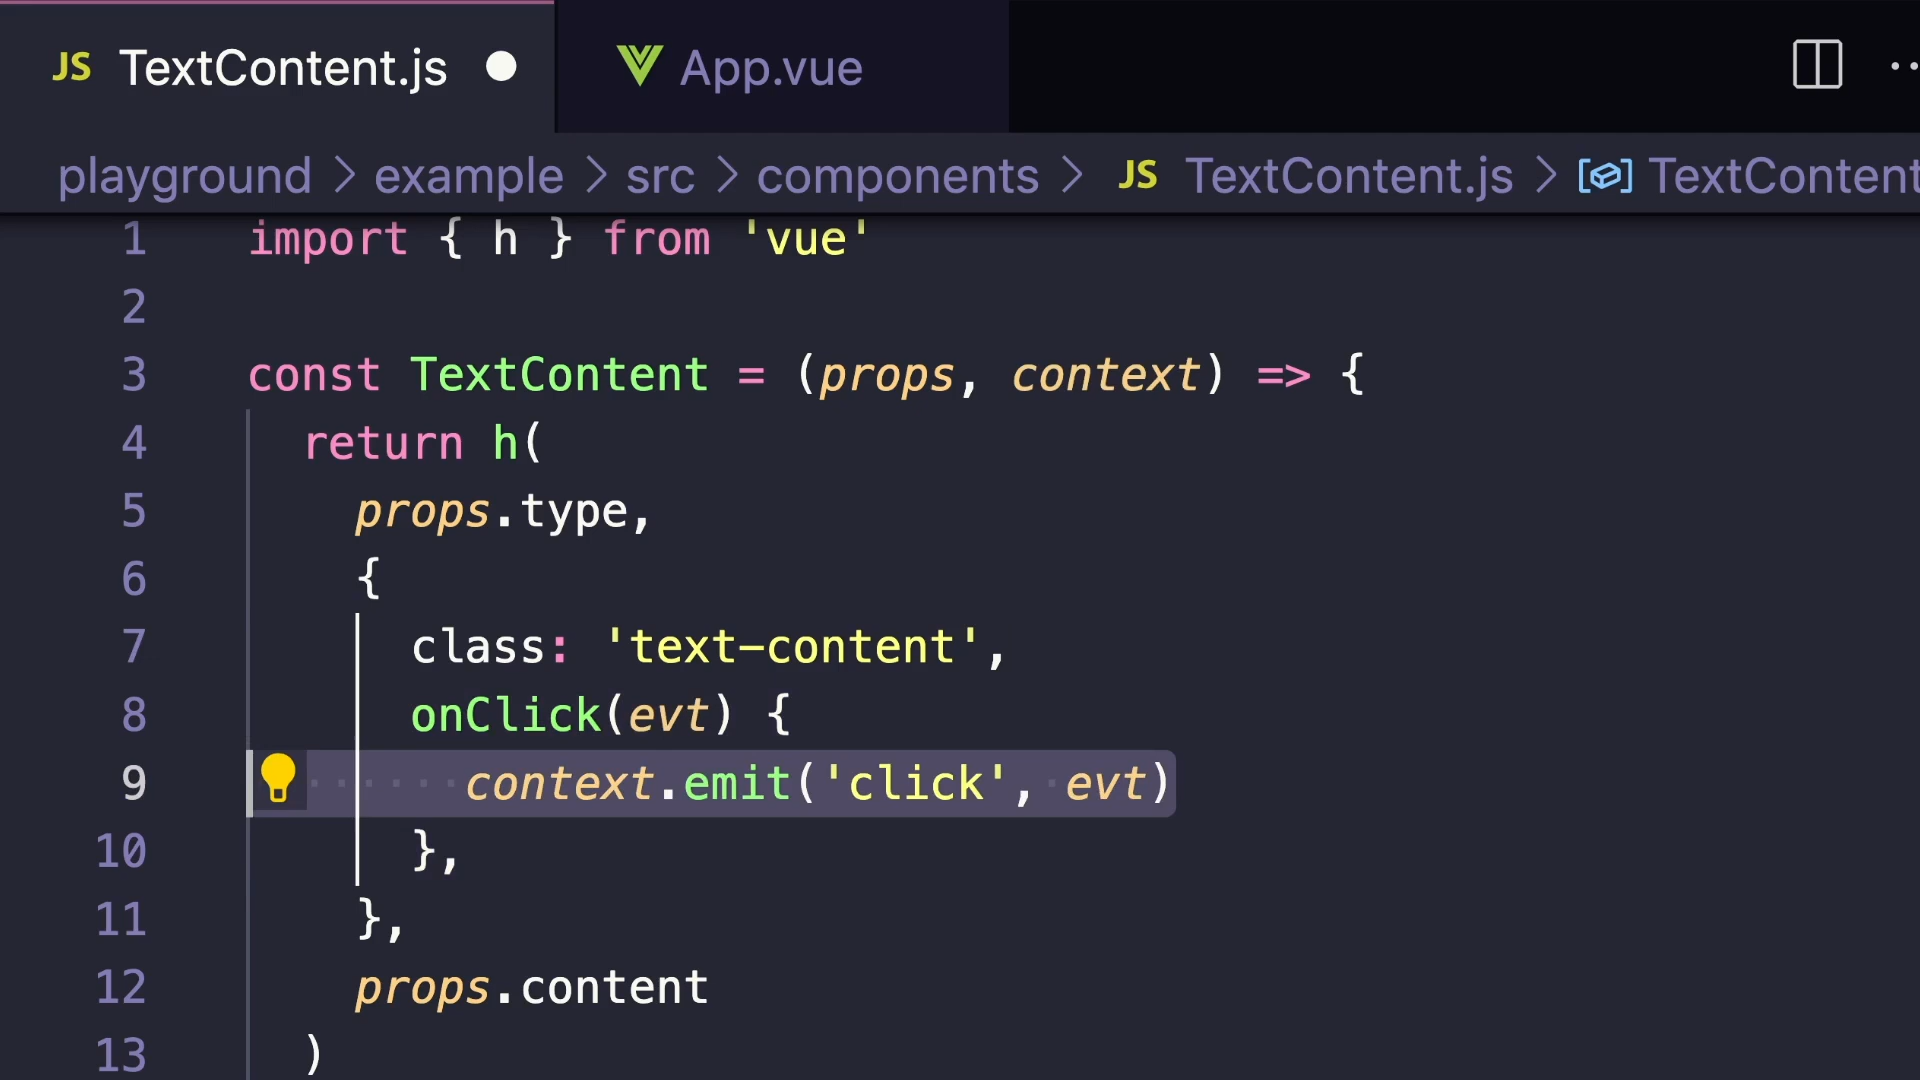 JS TextContent.js App.vue
playground > example > src > components > JS TextContent.js > TextContent
1 import { h } from 'vue'
2
3 const TextContent = (props, context) => {
4 return h(
5 props.type,
6 {
7 class: 'text-content',
8 onClick(evt) {
9 context.emit('click', evt)
10 },
11 },
12 props.content
13 )